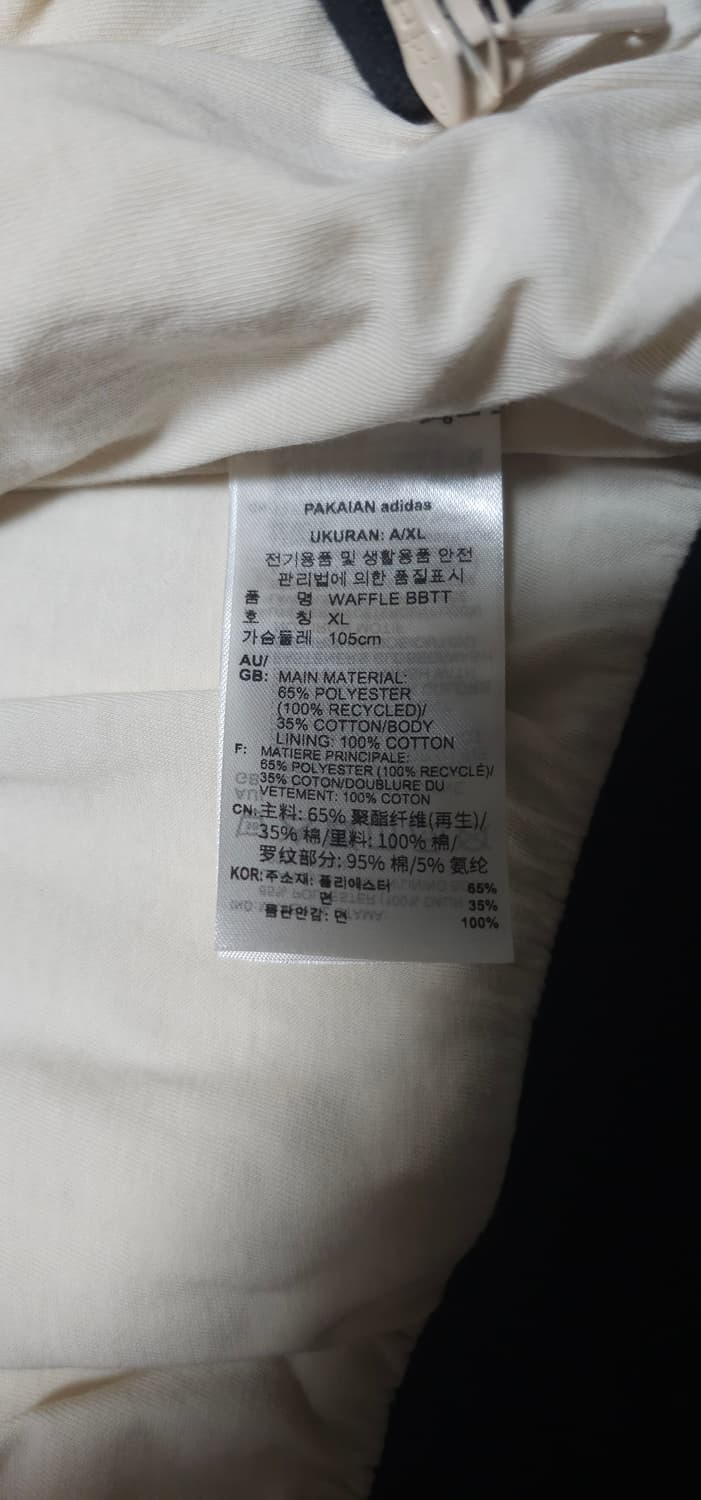 PAKAIAN adidas
UKURAN: A/XL
전기용품 및 생활용품 안전
관리법에 의한 품질표시
품 명 WAFFLE BBTT
호 칭 XL
가슴둘레 105cm
AU/
GB: MAIN MATERIAL:
65% POLYESTER
(100% RECYCLED)/
35% COTTON/BODY
LINING: 100% COTTON
F: MATIERE PRINCIPALE:
65% POLYESTER (100% RECYCLÉ)/
35% COTON/DOUBLURE DU
VETEMENT: 100% COTON
CN: 主料: 65% 聚酯纤维(再生)/
35% 棉/里料: 100% 棉/
罗纹部分: 95% 棉/5% 氨纶
KOR: 주소재: 폴리에스터 65%
면 35%
몸판안감: 면 100%